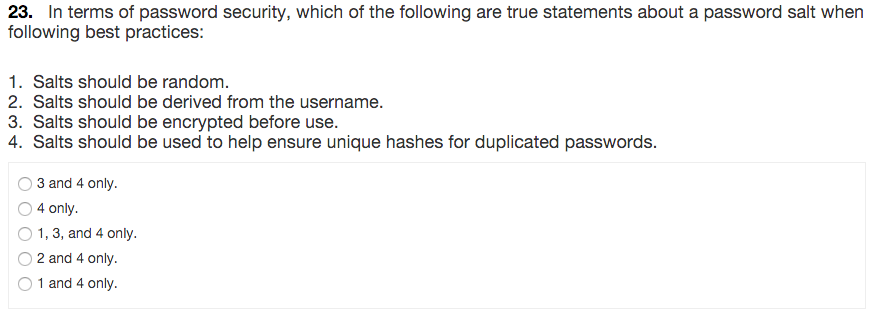 23. In terms of password security, which of the following are true statements about a password salt when
following best practices:
1. Salts should be random.
2. Salts should be derived from the username.
3. Salts should be encrypted before use.
4. Salts should be used to help ensure unique hashes for duplicated passwords.
3 and 4 only.
4 only.
1, 3, and 4 only.
2 and 4 only.
1 and 4 only.